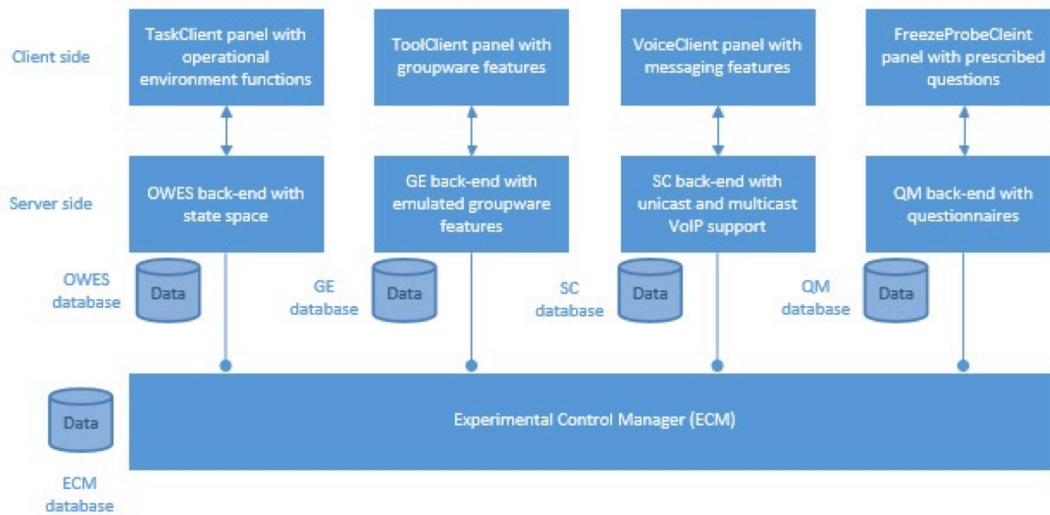 TaskClient panel with
operational
environment functions
ToolClient panel with
groupware features
VoiceClient panel with
messaging features
FreezeProbeCleint
panel with prescribed
questions
Client side
OWES back-end with
state space
GE back-end with
emulated groupware
features
SC back-end with
unicast and multicast
VoIP support
QM back-end with
questionnaires
Server side
OWES
database
Data
GE
database
Data
SC
database
Data
QM
database
Data
Data
Experimental Control Manager (ECM)
ECM
database